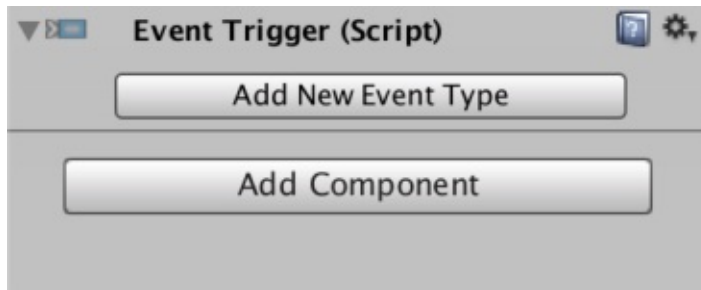 Event Trigger (Script)
Add New Event Type
Add Component